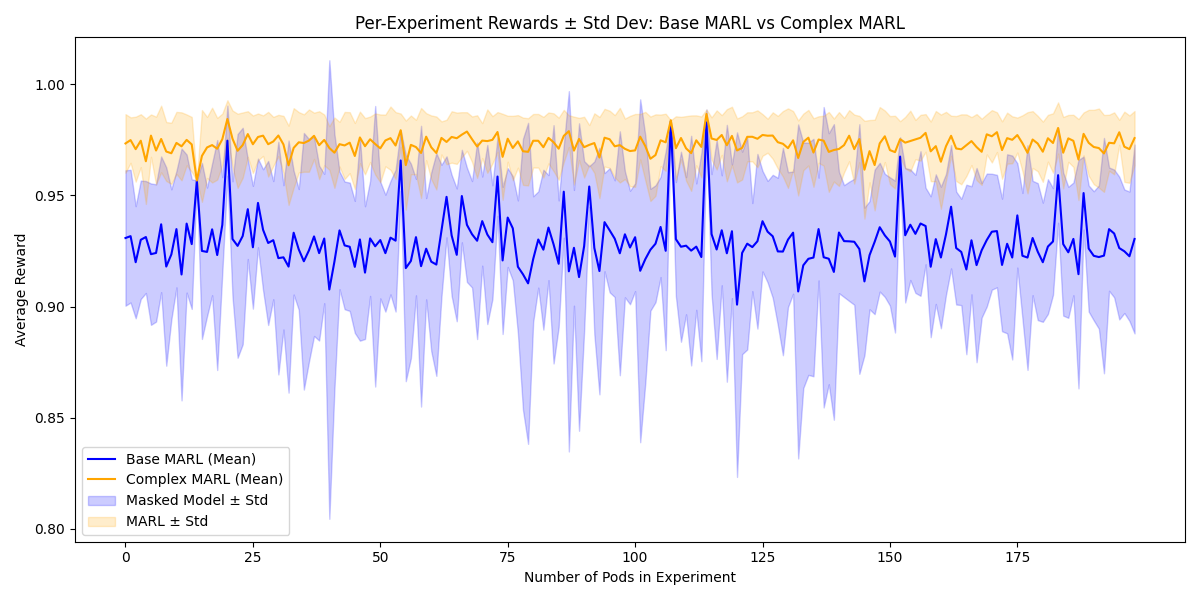 Per-Experiment Rewards ± Std Dev: Base MARL vs Complex MARL
1.00
0.95
0.90
0.85
0.80
Average Reward
Base MARL (Mean)
Complex MARL (Mean)
Masked Model ± Std
MARL ± Std
0 25 50 75 100 125 150 175
Number of Pods in Experiment